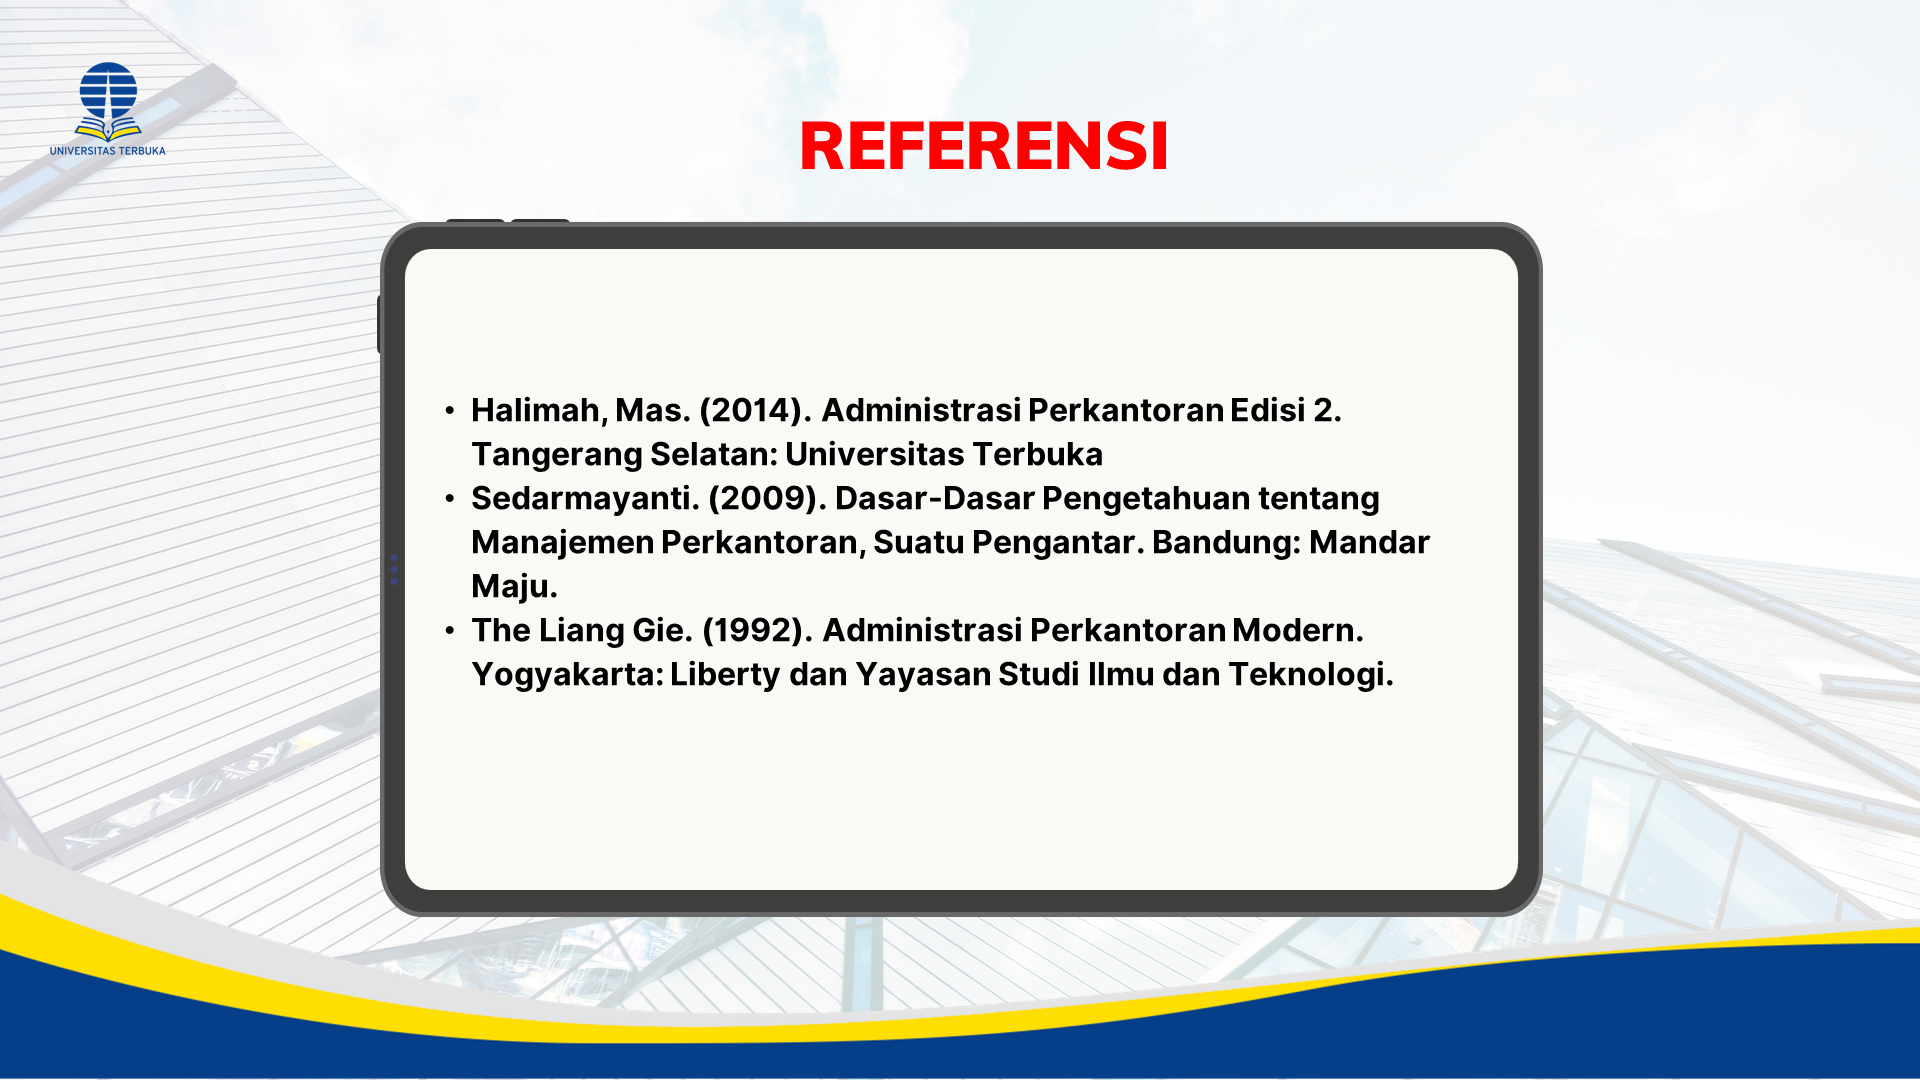 UNIVERSITAS TERBUKA
REFERENSI
• Halimah, Mas. (2014). Administrasi Perkantoran Edisi 2.
Tangerang Selatan: Universitas Terbuka
• Sedarmayanti. (2009). Dasar-Dasar Pengetahuan tentang
Manajemen Perkantoran, Suatu Pengantar. Bandung: Mandar
Maju.
• The Liang Gie. (1992). Administrasi Perkantoran Modern.
Yogyakarta: Liberty dan Yayasan Studi Ilmu dan Teknologi.